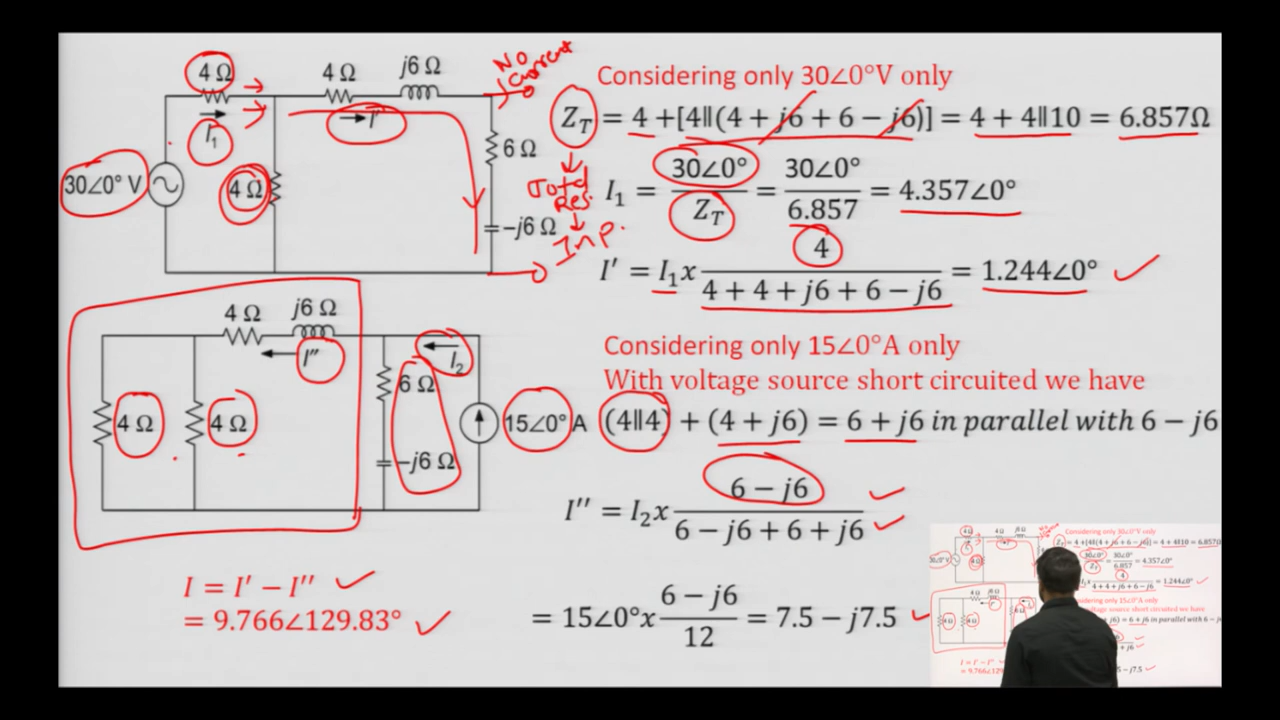 4 Ω
4 Ω
j6 Ω
No
Current
I₁
I'
30∠0° V
4 Ω
6 Ω
−j6 Ω
Total
Res.
Imp.
Considering only 30∠0°V only
Z_T = 4 +[4||(4 + j6 + 6 − j6)] = 4 + 4||10 = 6.857Ω
I₁ = 30∠0° / Z_T = 30∠0° / 6.857 = 4.357∠0°
I' = I₁x 4 / 4 + 4 + j6 + 6 − j6 = 1.244∠0°
4 Ω
j6 Ω
I''
I₂
4 Ω
4 Ω
6 Ω
−j6 Ω
15∠0° A
Considering only 15∠0°A only
With voltage source short circuited we have
(4||4) + (4 + j6) = 6 + j6 in parallel with 6 − j6
I'' = I₂x 6 − j6 / 6 − j6 + 6 + j6
= 15∠0°x 6 − j6 / 12 = 7.5 − j7.5
I = I' − I''
= 9.766∠129.83°